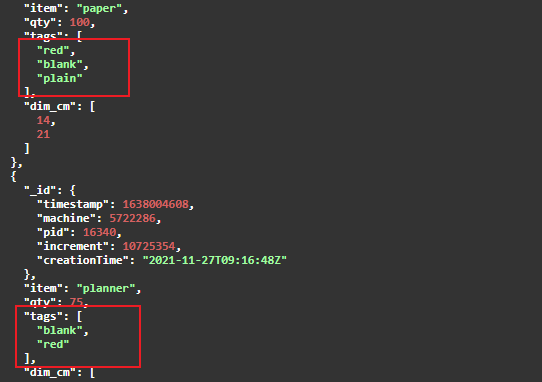 "item": "paper",
"qty": 100,
"tags": [
"red",
"blank",
"plain"
],
"dim_cm": [
14,
21
]
},
{
"_id": {
"timestamp": 1638004608,
"machine": 5722286,
"pid": 16340,
"increment": 10725354,
"creationTime": "2021-11-27T09:16:48Z"
},
"item": "planner",
"qty": 75,
"tags": [
"blank",
"red"
],
"dim_cm": [